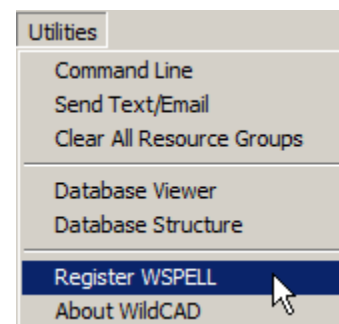 Utilities
Command Line
Send Text/Email
Clear All Resource Groups
Database Viewer
Database Structure
Register WSPELL
About WildCAD